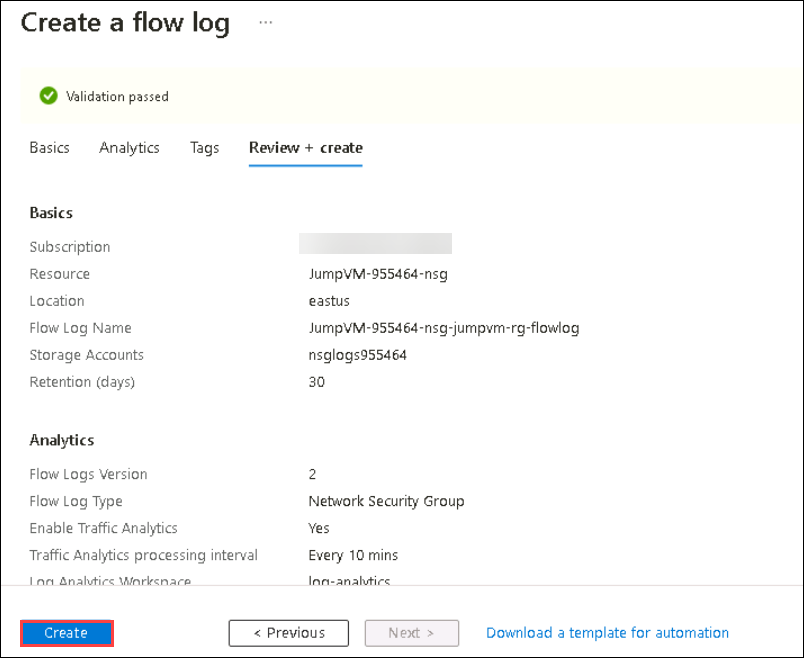 Create a flow log ...
Validation passed
Basics Analytics Tags Review + create
Basics
Subscription
Resource JumpVM-955464-nsg
Location eastus
Flow Log Name JumpVM-955464-nsg-jumpvm-rg-flowlog
Storage Accounts nsglogs955464
Retention (days) 30
Analytics
Flow Logs Version 2
Flow Log Type Network Security Group
Enable Traffic Analytics Yes
Traffic Analytics processing interval Every 10 mins
Log Analytics Workspace log-analytics
Create < Previous Next > Download a template for automation